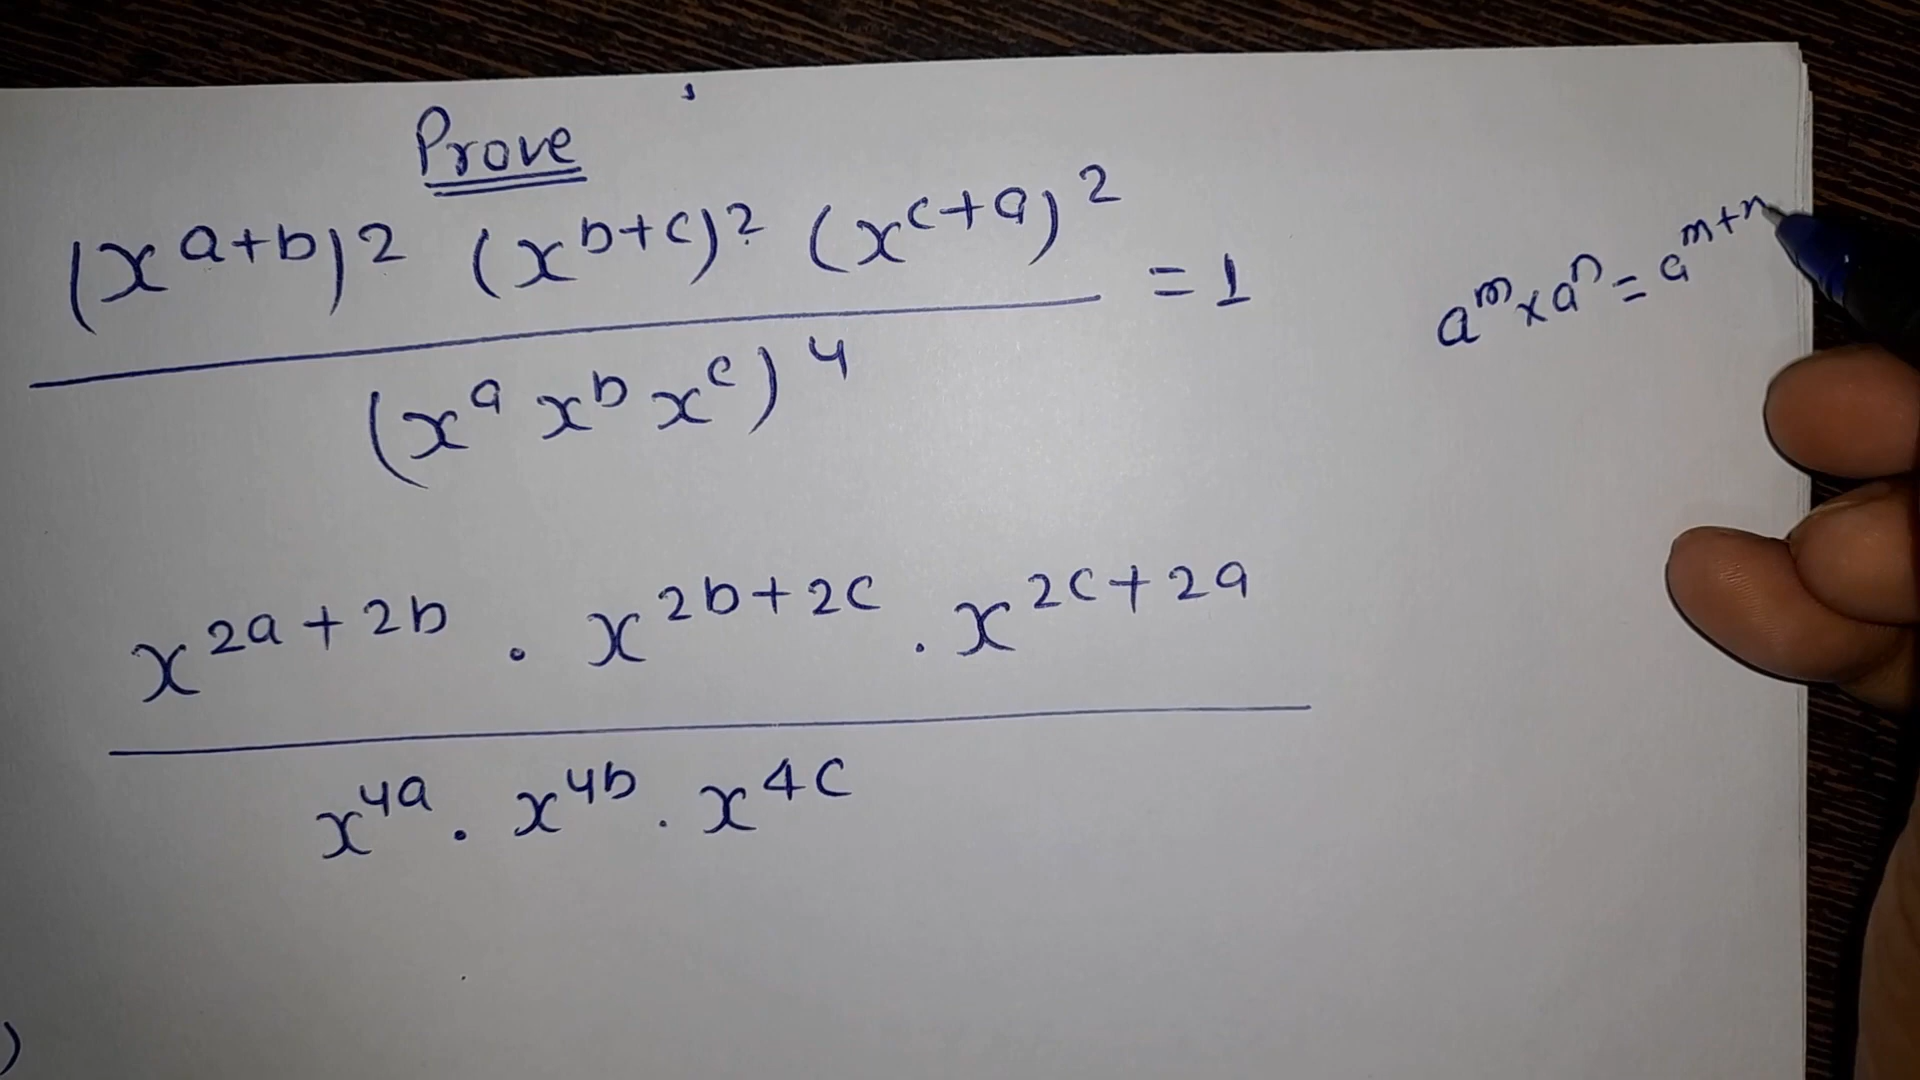 Prove
(x^{a+b})^2 (x^{b+c})^2 (x^{c+a})^2 = 1
(x^a x^b x^c)^4
a^m × a^n = a^{m+n}
x^{2a+2b} . x^{2b+2c} . x^{2c+2a}
x^{4a} . x^{4b} . x^{4c}
)